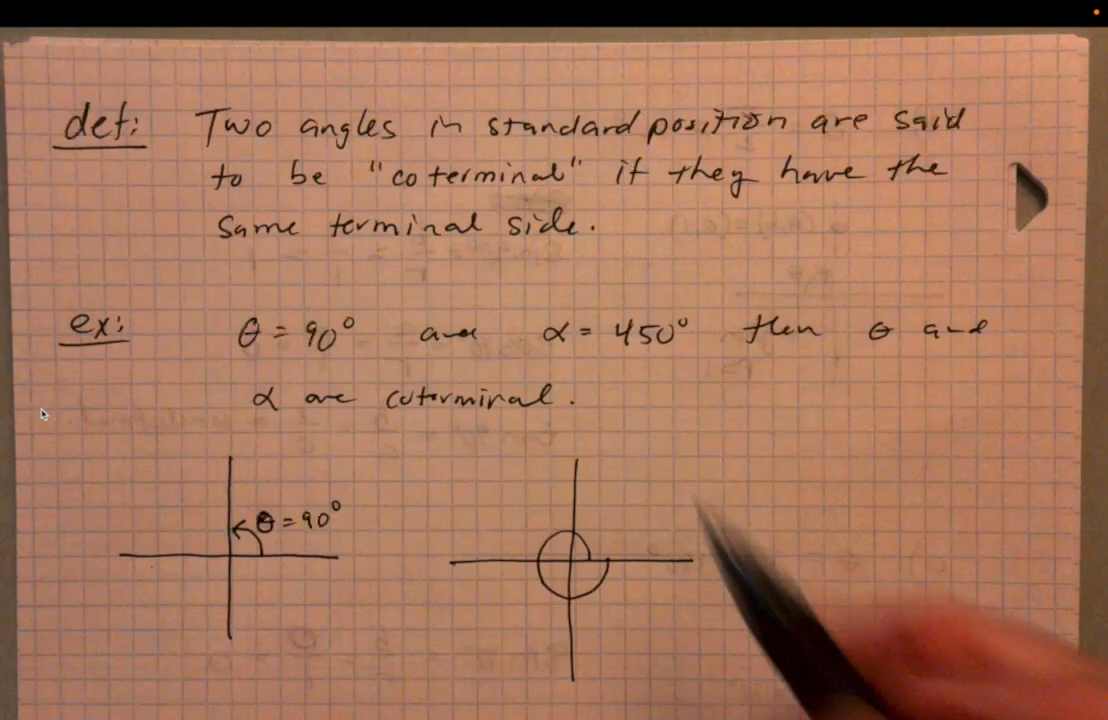 def: Two angles in standard position are said
to be "coterminal" if they have the
same terminal side.
ex: θ = 90° and α = 450° then θ and
α are coterminal.
θ = 90°